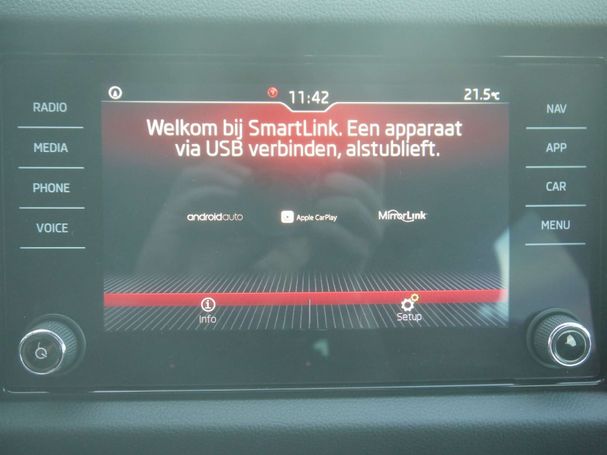 11:42
21.5°C
RADIO
MEDIA
PHONE
VOICE
Welkom bij SmartLink. Een apparaat
via USB verbinden, alstublieft.
androidauto
Apple CarPlay
MirrorLink
NAV
APP
CAR
MENU
Info
Setup